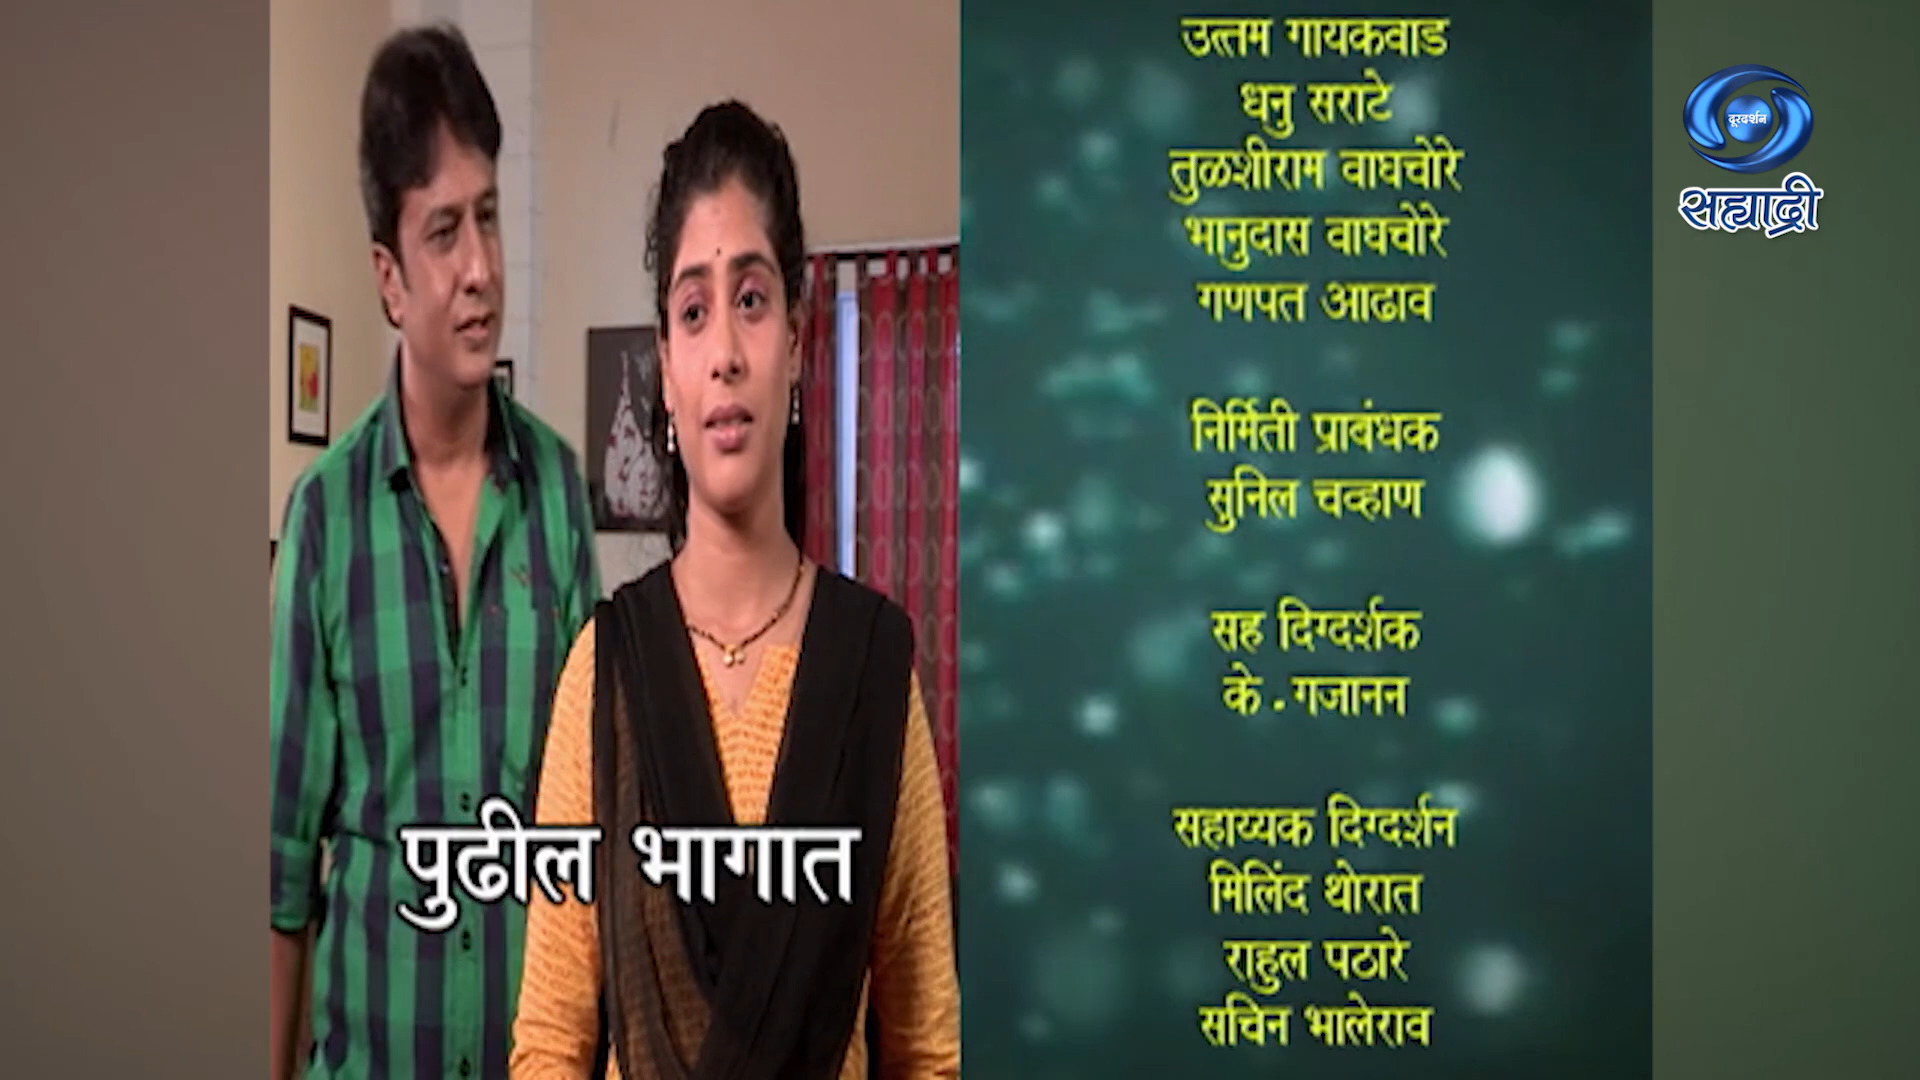 उत्तम गायकवाड
धनु सराटे
तुळशीराम वाघचोरे
भानुदास वाघचोरे
गणपत आढाव
निर्मिती प्रावंधक
सुनिल चव्हाण
सह दिग्दर्शक
के . गजानन
सहाय्यक दिग्दर्शन
मिलिंद थोरात
राहुल पठारे
सचिन भालेराव
पुढील भागात
दूरदर्शन
सह्याद्री